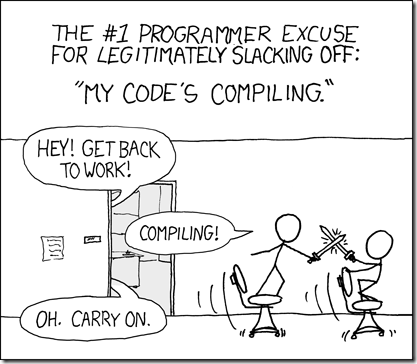 THE #1 PROGRAMMER EXCUSE
FOR LEGITIMATELY SLACKING OFF:
"MY CODE'S COMPILING."
HEY! GET BACK
TO WORK!
COMPILING!
OH. CARRY ON.